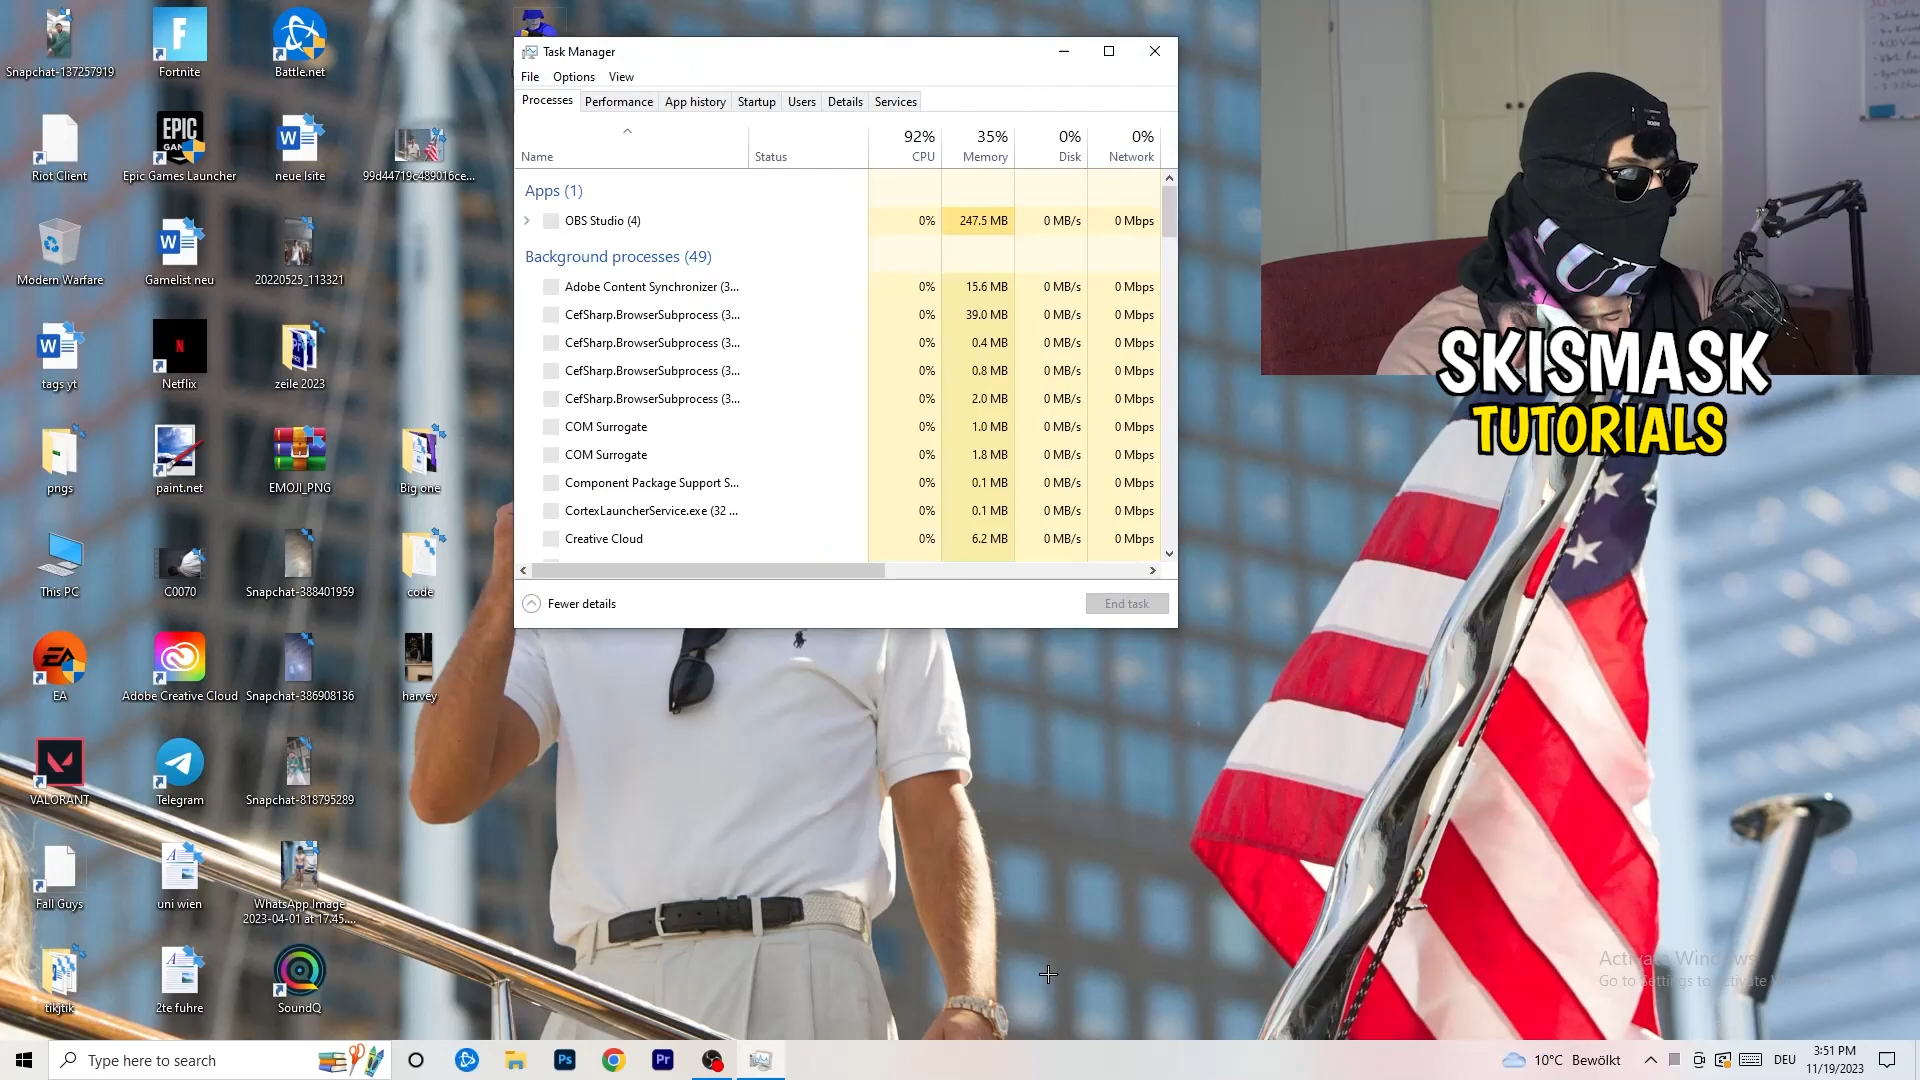 Snapchat-137257919
Fortnite
Battle.net
Riot Client
EPIC
GAMES
Epic Games Launcher
neue lsite
99d44719c489016ce...
Modern Warfare
Gamelist neu
20220525_113321
tags yt
Netflix
zeile 2023
pngs
paint.net
EMOJI_PNG
Big one
This PC
C0070
Snapchat-388401959
code
EA
Adobe Creative Cloud
Snapchat-386908136
harvey
VALORANT
Telegram
Snapchat-818795289
Fall Guys
uni wien
WhatsApp Image
2023-04-01 at 17.45....
tikjtik
2te fuhre
SoundQ
Task Manager
File Options View
Processes Performance App history Startup Users Details Services
92% 35% 0% 0%
Name Status CPU Memory Disk Network
Apps (1)
OBS Studio (4) 0% 247.5 MB 0 MB/s 0 Mbps
Background processes (49)
Adobe Content Synchronizer (3... 0% 15.6 MB 0 MB/s 0 Mbps
CefSharp.BrowserSubprocess (3... 0% 39.0 MB 0 MB/s 0 Mbps
CefSharp.BrowserSubprocess (3... 0% 0.4 MB 0 MB/s 0 Mbps
CefSharp.BrowserSubprocess (3... 0% 0.8 MB 0 MB/s 0 Mbps
CefSharp.BrowserSubprocess (3... 0% 2.0 MB 0 MB/s 0 Mbps
COM Surrogate 0% 1.0 MB 0 MB/s 0 Mbps
COM Surrogate 0% 1.8 MB 0 MB/s 0 Mbps
Component Package Support S... 0% 0.1 MB 0 MB/s 0 Mbps
CortexLauncherService.exe (32 ... 0% 0.1 MB 0 MB/s 0 Mbps
Creative Cloud 0% 6.2 MB 0 MB/s 0 Mbps
Fewer details End task
SKISMASK
TUTORIALS
Activate Windows
Go to Settings to activate
Type here to search
Ps
Pr
10°C Bewölkt
DEU
3:51 PM
11/19/2023